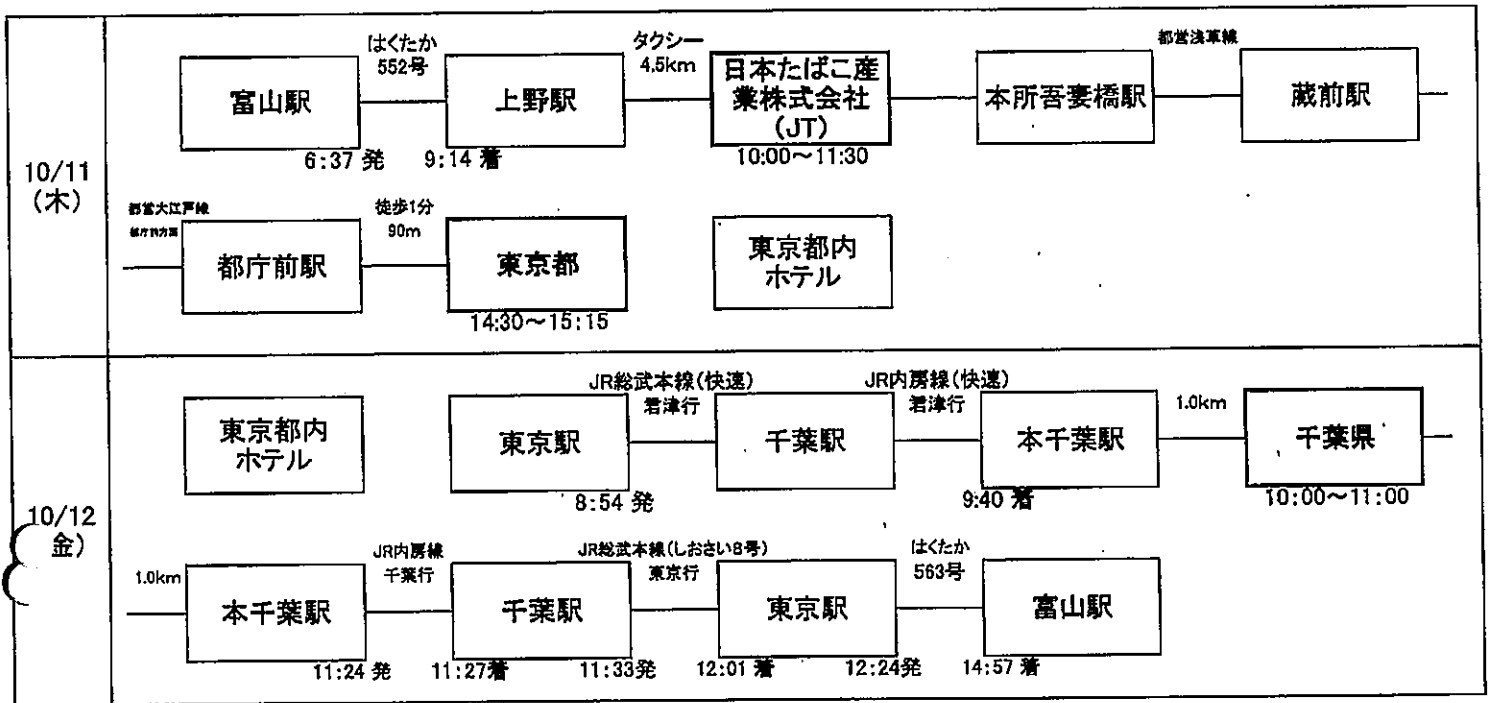 10/11
(木)
はくたか
552号
タクシー
4.5km
都営浅草線
富山駅
上野駅
日本たばこ産
業株式会社
(JT)
本所吾妻橋駅
蔵前駅
6:37 発
9:14 着
10:00～11:30
都営大江戸線
都庁前方面
徒歩1分
90m
都庁前駅
東京都
東京都内
ホテル
14:30～15:15
10/12
金)
JR総武本線(快速)
君津行
JR内房線(快速)
君津行
1.0km
東京都内
ホテル
東京駅
千葉駅
本千葉駅
千葉県
8:54 発
9:40 着
10:00～11:00
1.0km
JR内房線
千葉行
JR総武本線(しおさい8号)
東京行
はくたか
563号
本千葉駅
千葉駅
東京駅
富山駅
11:24 発
11:27着
11:33発
12:01 着
12:24発
14:57 着